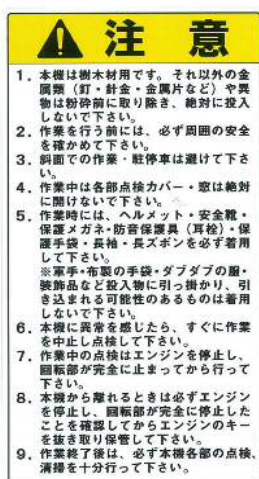 注 意
1．本機は樹木材用です。それ以外の金
属類（釘・針金・金属片など）や異
物は粉砕前に取り除き、絶対に投入
しないで下さい。
2．作業を行う前には、必ず周囲の安全
を確かめて下さい。
3．斜面での作業・駐停車は避けて下さ
い。
4．作業中は各部点検カバー・窓は絶対
に開けないで下さい。
5．作業時には、ヘルメット・安全靴・
保護メガネ・防音保護具（耳栓）・保
護手袋・長袖・長ズボンを必ず着用
して下さい。
※軍手・布製の手袋・ダブダブの服・
装飾品など投入物に引っ掛かり、引
き込まれる可能性のあるものは着用
しないで下さい。
6．本機に異常を感じたら、すぐに作業
を中止し点検して下さい。
7．作業中の点検はエンジンを停止し、
回転部が完全に止まってから行って
下さい。
8．本機から離れるときは必ずエンジン
を停止し、回転部が完全に停止した
ことを確認してからエンジンのキー
を抜き取り保管して下さい。
9．作業終了後は、必ず本機各部の点検、
清掃を十分行って下さい。